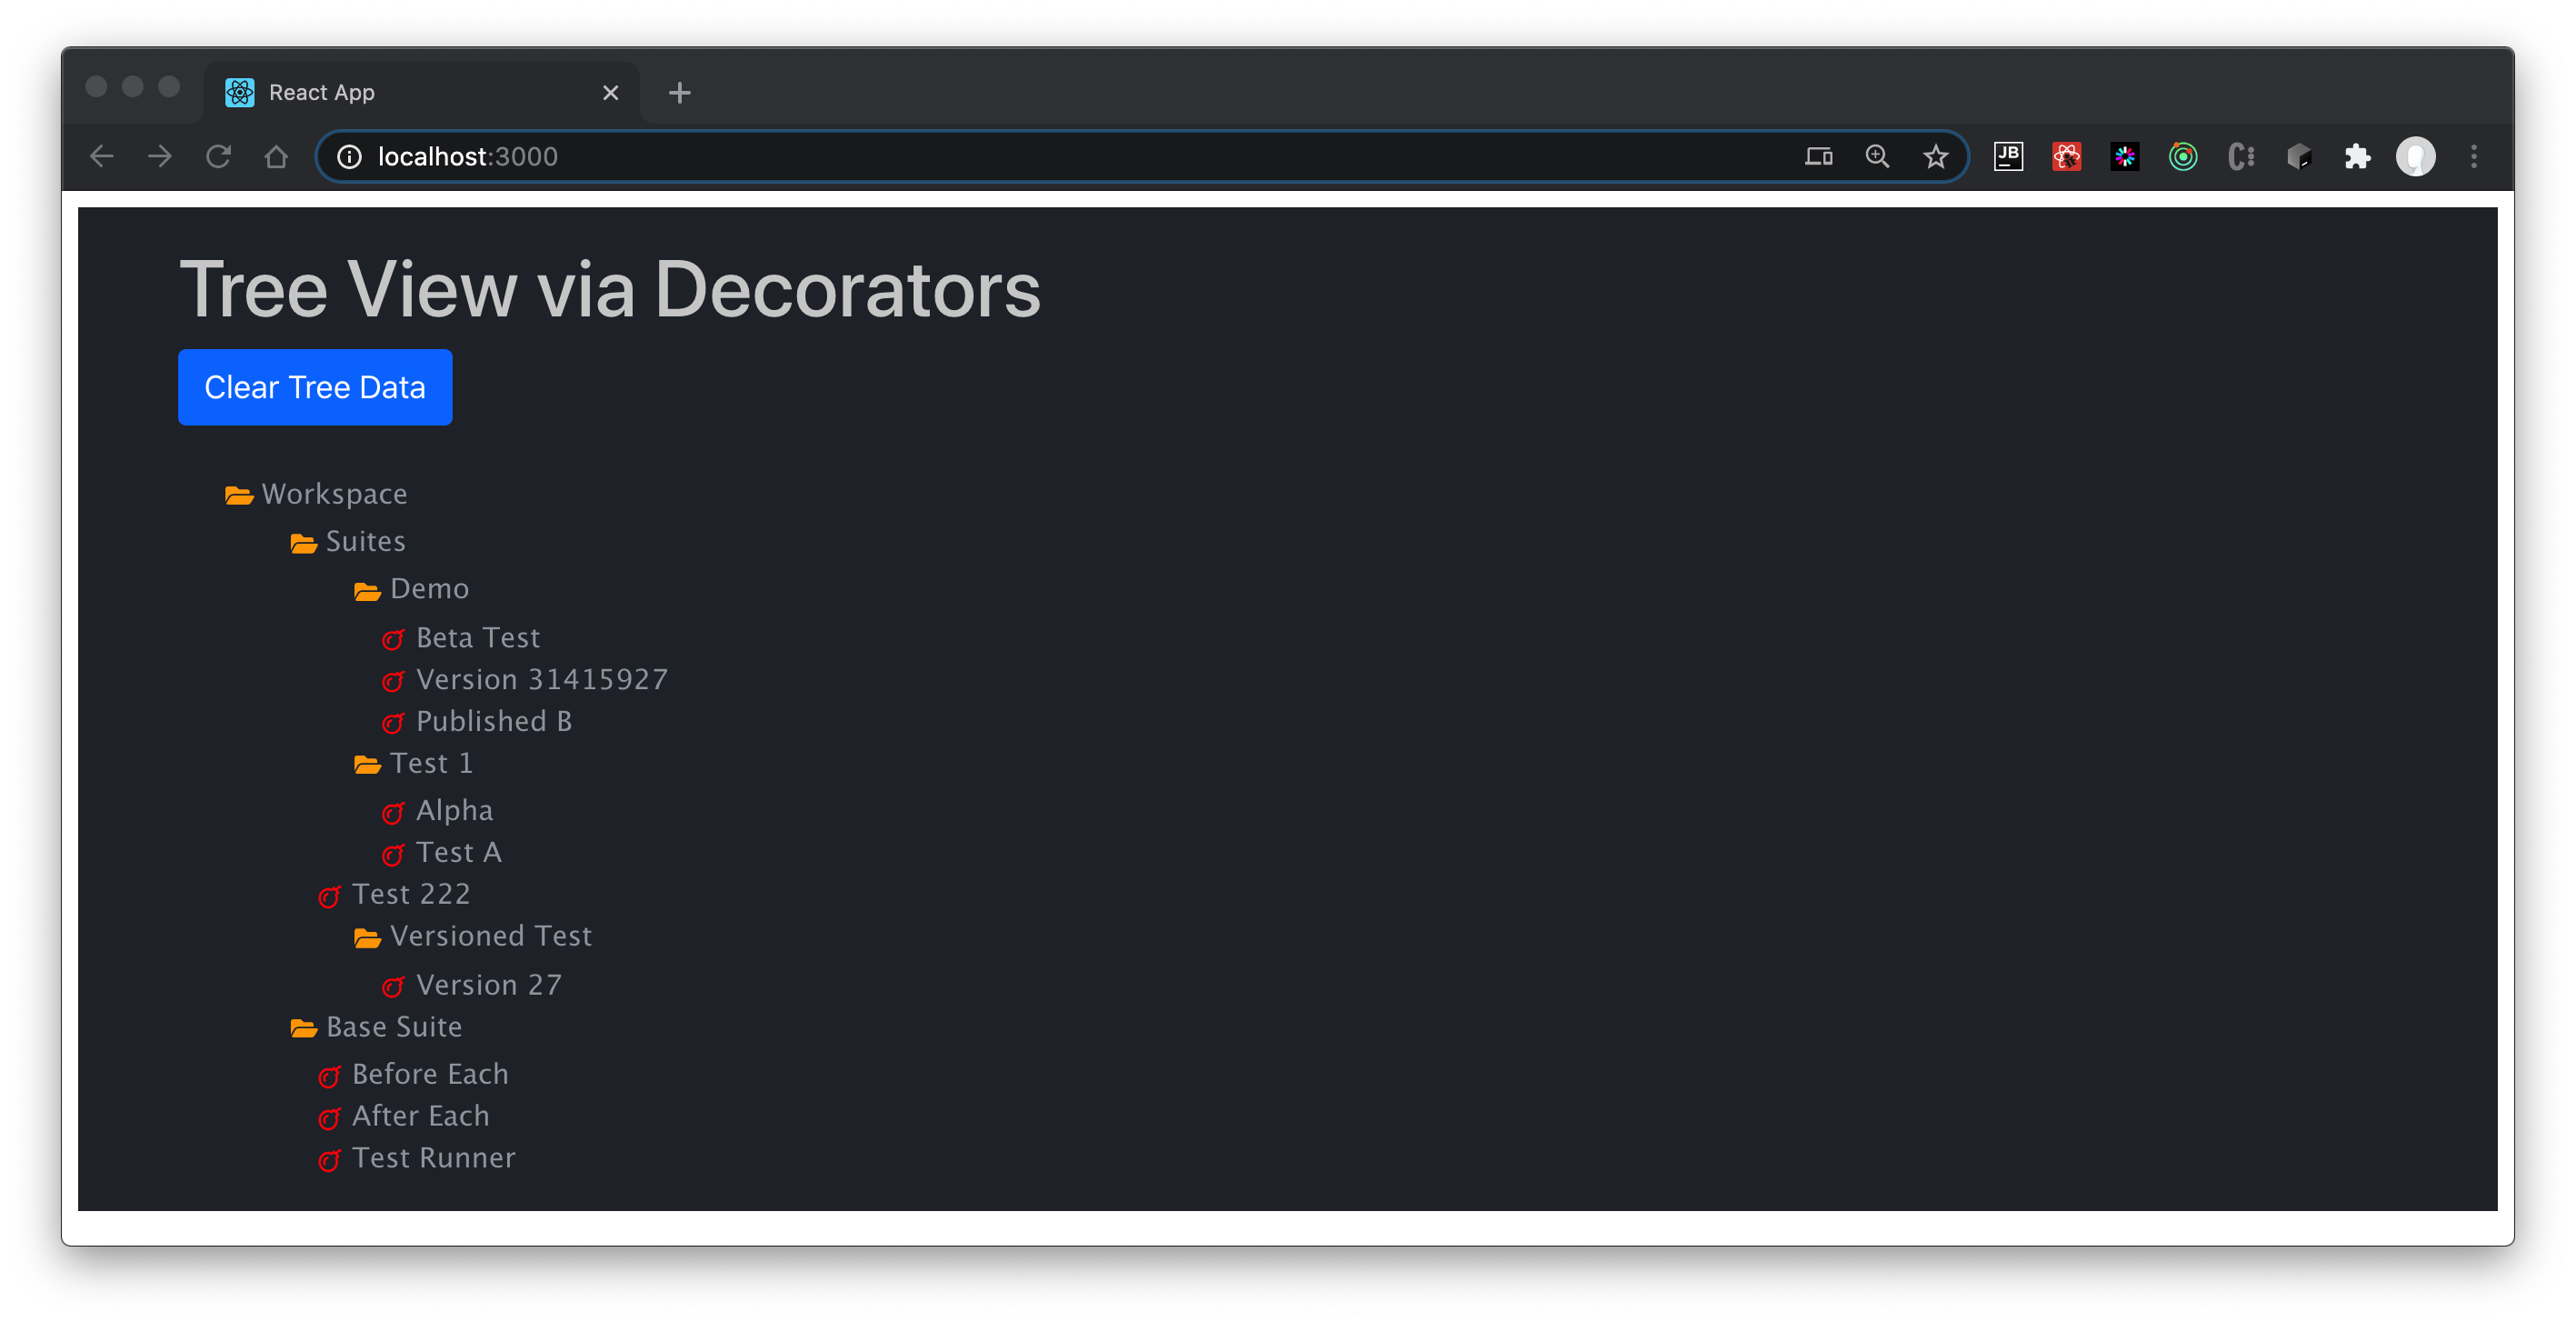 React App
localhost:3000
JB
Tree View via Decorators
Clear Tree Data
Workspace
Suites
Demo
Beta Test
Version 31415927
Published B
Test 1
Alpha
Test A
Test 222
Versioned Test
Version 27
Base Suite
Before Each
After Each
Test Runner